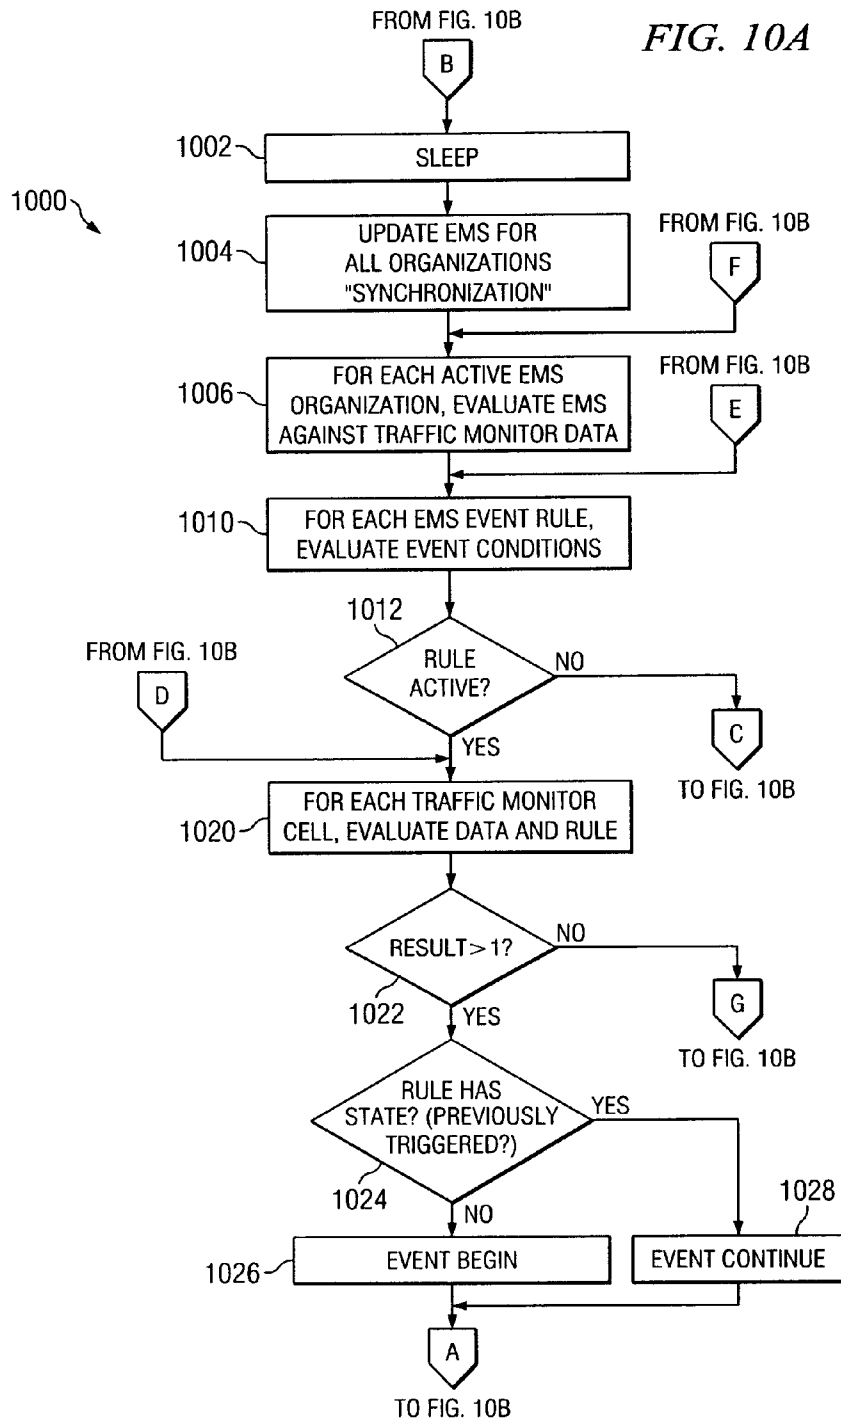 FROM FIG. 10B
FIG. 10A
B
1002
SLEEP
1000
1004
UPDATE EMS FOR
ALL ORGANIZATIONS
"SYNCHRONIZATION"
FROM FIG. 10B
F
1006
FOR EACH ACTIVE EMS
ORGANIZATION, EVALUATE EMS
AGAINST TRAFFIC MONITOR DATA
FROM FIG. 10B
E
1010
FOR EACH EMS EVENT RULE,
EVALUATE EVENT CONDITIONS
1012
RULE
ACTIVE?
NO
YES
FROM FIG. 10B
D
C
TO FIG. 10B
1020
FOR EACH TRAFFIC MONITOR
CELL, EVALUATE DATA AND RULE
RESULT>1?
NO
1022
YES
G
TO FIG. 10B
RULE HAS
STATE? (PREVIOUSLY
TRIGGERED?)
YES
1024
NO
1028
1026
EVENT BEGIN
EVENT CONTINUE
A
TO FIG. 10B